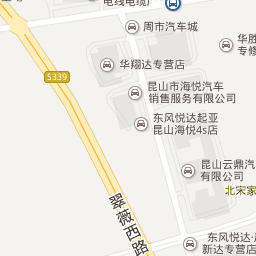 电线电缆厂
周市汽车城
S339
华翔达专营店
昆山市海悦汽车
销售服务有限公司
东风悦达起亚
昆山海悦4s店
昆山云鼎汽
有限公司
北宋家
翠薇西路
东风悦达·
新达专营店